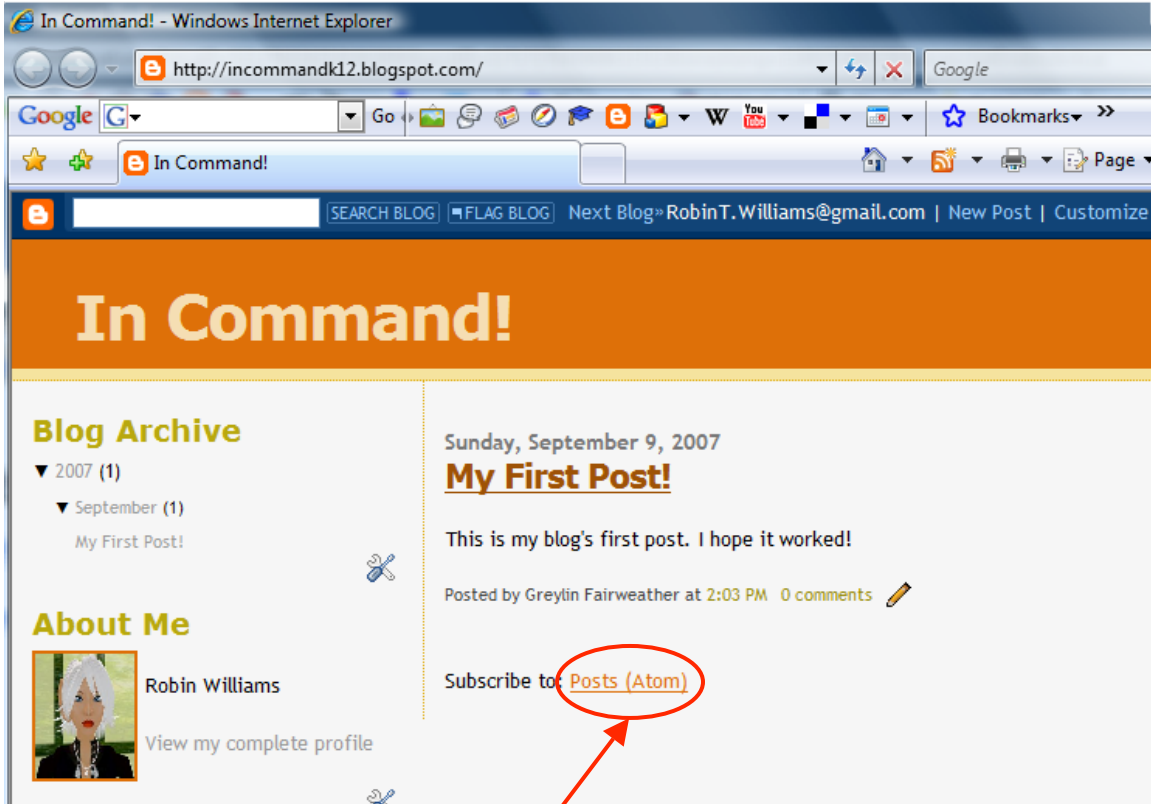 In Command! - Windows Internet Explorer
http://incommandk12.blogspot.com/
Google
Google G Go W You Tube Bookmarks »
In Command! Page
SEARCH BLOG FLAG BLOG Next Blog» RobinT.Williams@gmail.com | New Post | Customize
In Command!
Blog Archive
▼ 2007 (1)
▼ September (1)
My First Post!
Sunday, September 9, 2007
My First Post!
This is my blog's first post. I hope it worked!
Posted by Greylin Fairweather at 2:03 PM 0 comments
Subscribe to: Posts (Atom)
About Me
Robin Williams
View my complete profile